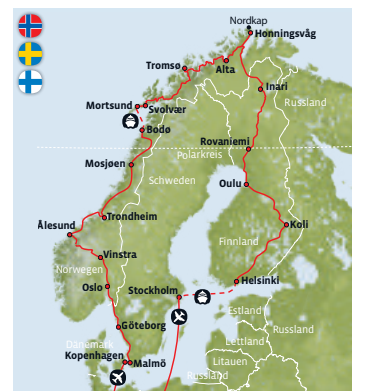 Nordkap
Honningsvåg
Tromsø
Alta
Inari
Mortsund
Svolvær
Russland
Bodø
Rovaniemi
Polarkreis
Mosjøen
Schweden
Oulu
Trondheim
Ålesund
Koli
Finnland
Vinstra
Norwegen
Oslo
Stockholm
Helsinki
Estland
Göteborg
Russland
Dänemark
Lettland
Kopenhagen
Malmö
Litauen
Russland